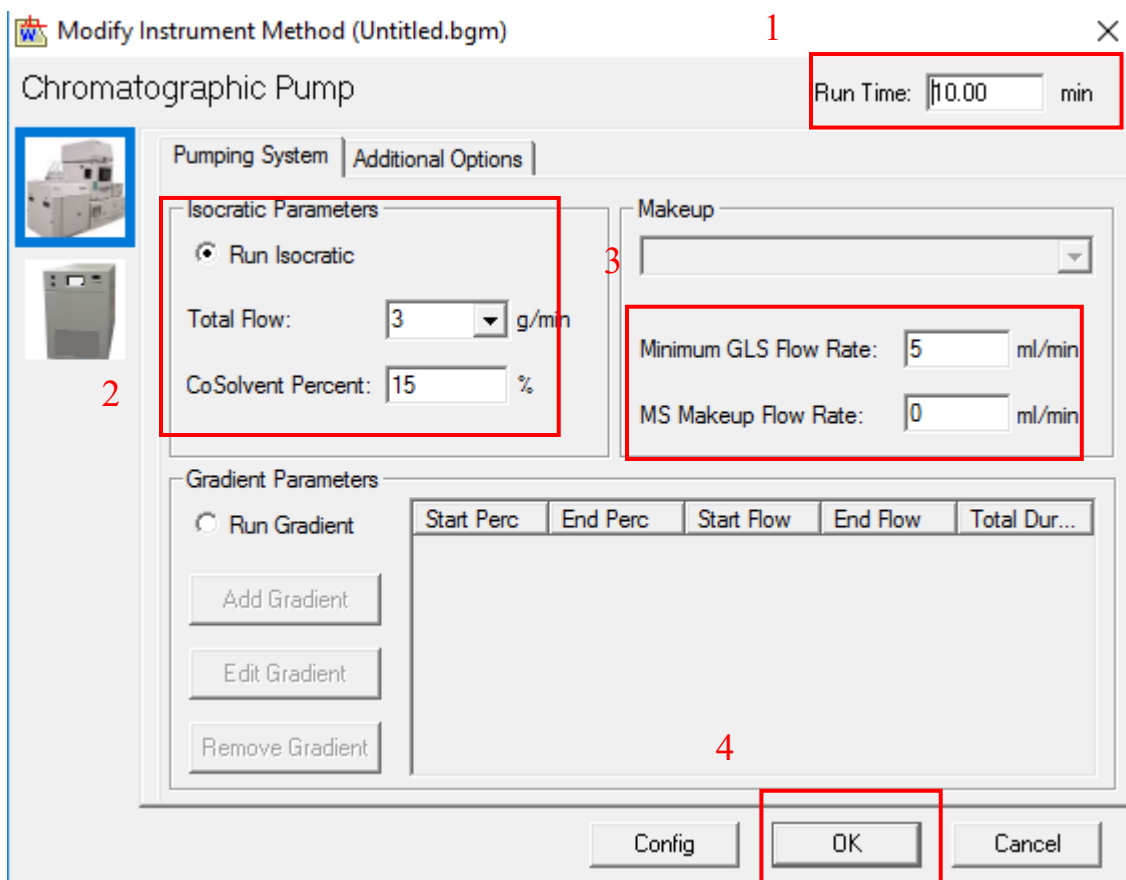 Modify Instrument Method (Untitled.bgm)
1
Chromatographic Pump
Run Time: 10.00 min
Pumping System
Additional Options
Isocratic Parameters
Run Isocratic
Total Flow: 3 g/min
CoSolvent Percent: 15 %
2
Makeup
3
Minimum GLS Flow Rate: 5 ml/min
MS Makeup Flow Rate: 0 ml/min
Gradient Parameters
Run Gradient
Start Perc End Perc Start Flow End Flow Total Dur...
Add Gradient
Edit Gradient
Remove Gradient
4
Config OK Cancel